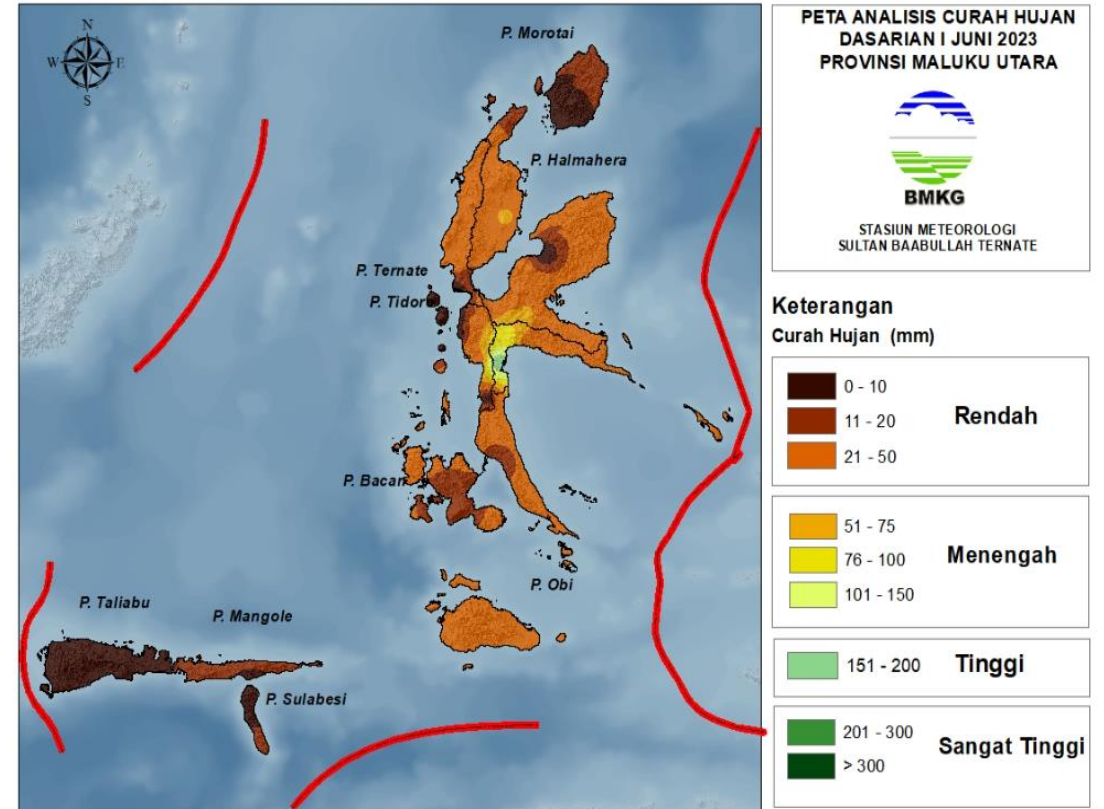 N
W E
S
P. Morotai
P. Halmahera
P. Ternate
P. Tidor
P. Bacan
P. Obi
P. Taliabu
P. Mangole
P. Sulabesi
PETA ANALISIS CURAH HUJAN
DASARIAN I JUNI 2023
PROVINSI MALUKU UTARA
BMKG
STASIUN METEOROLOGI
SULTAN BAABULLAH TERNATE
Keterangan
Curah Hujan (mm)
0 - 10
11 - 20 Rendah
21 - 50
51 - 75
76 - 100 Menengah
101 - 150
151 - 200 Tinggi
201 - 300 Sangat Tinggi
> 300